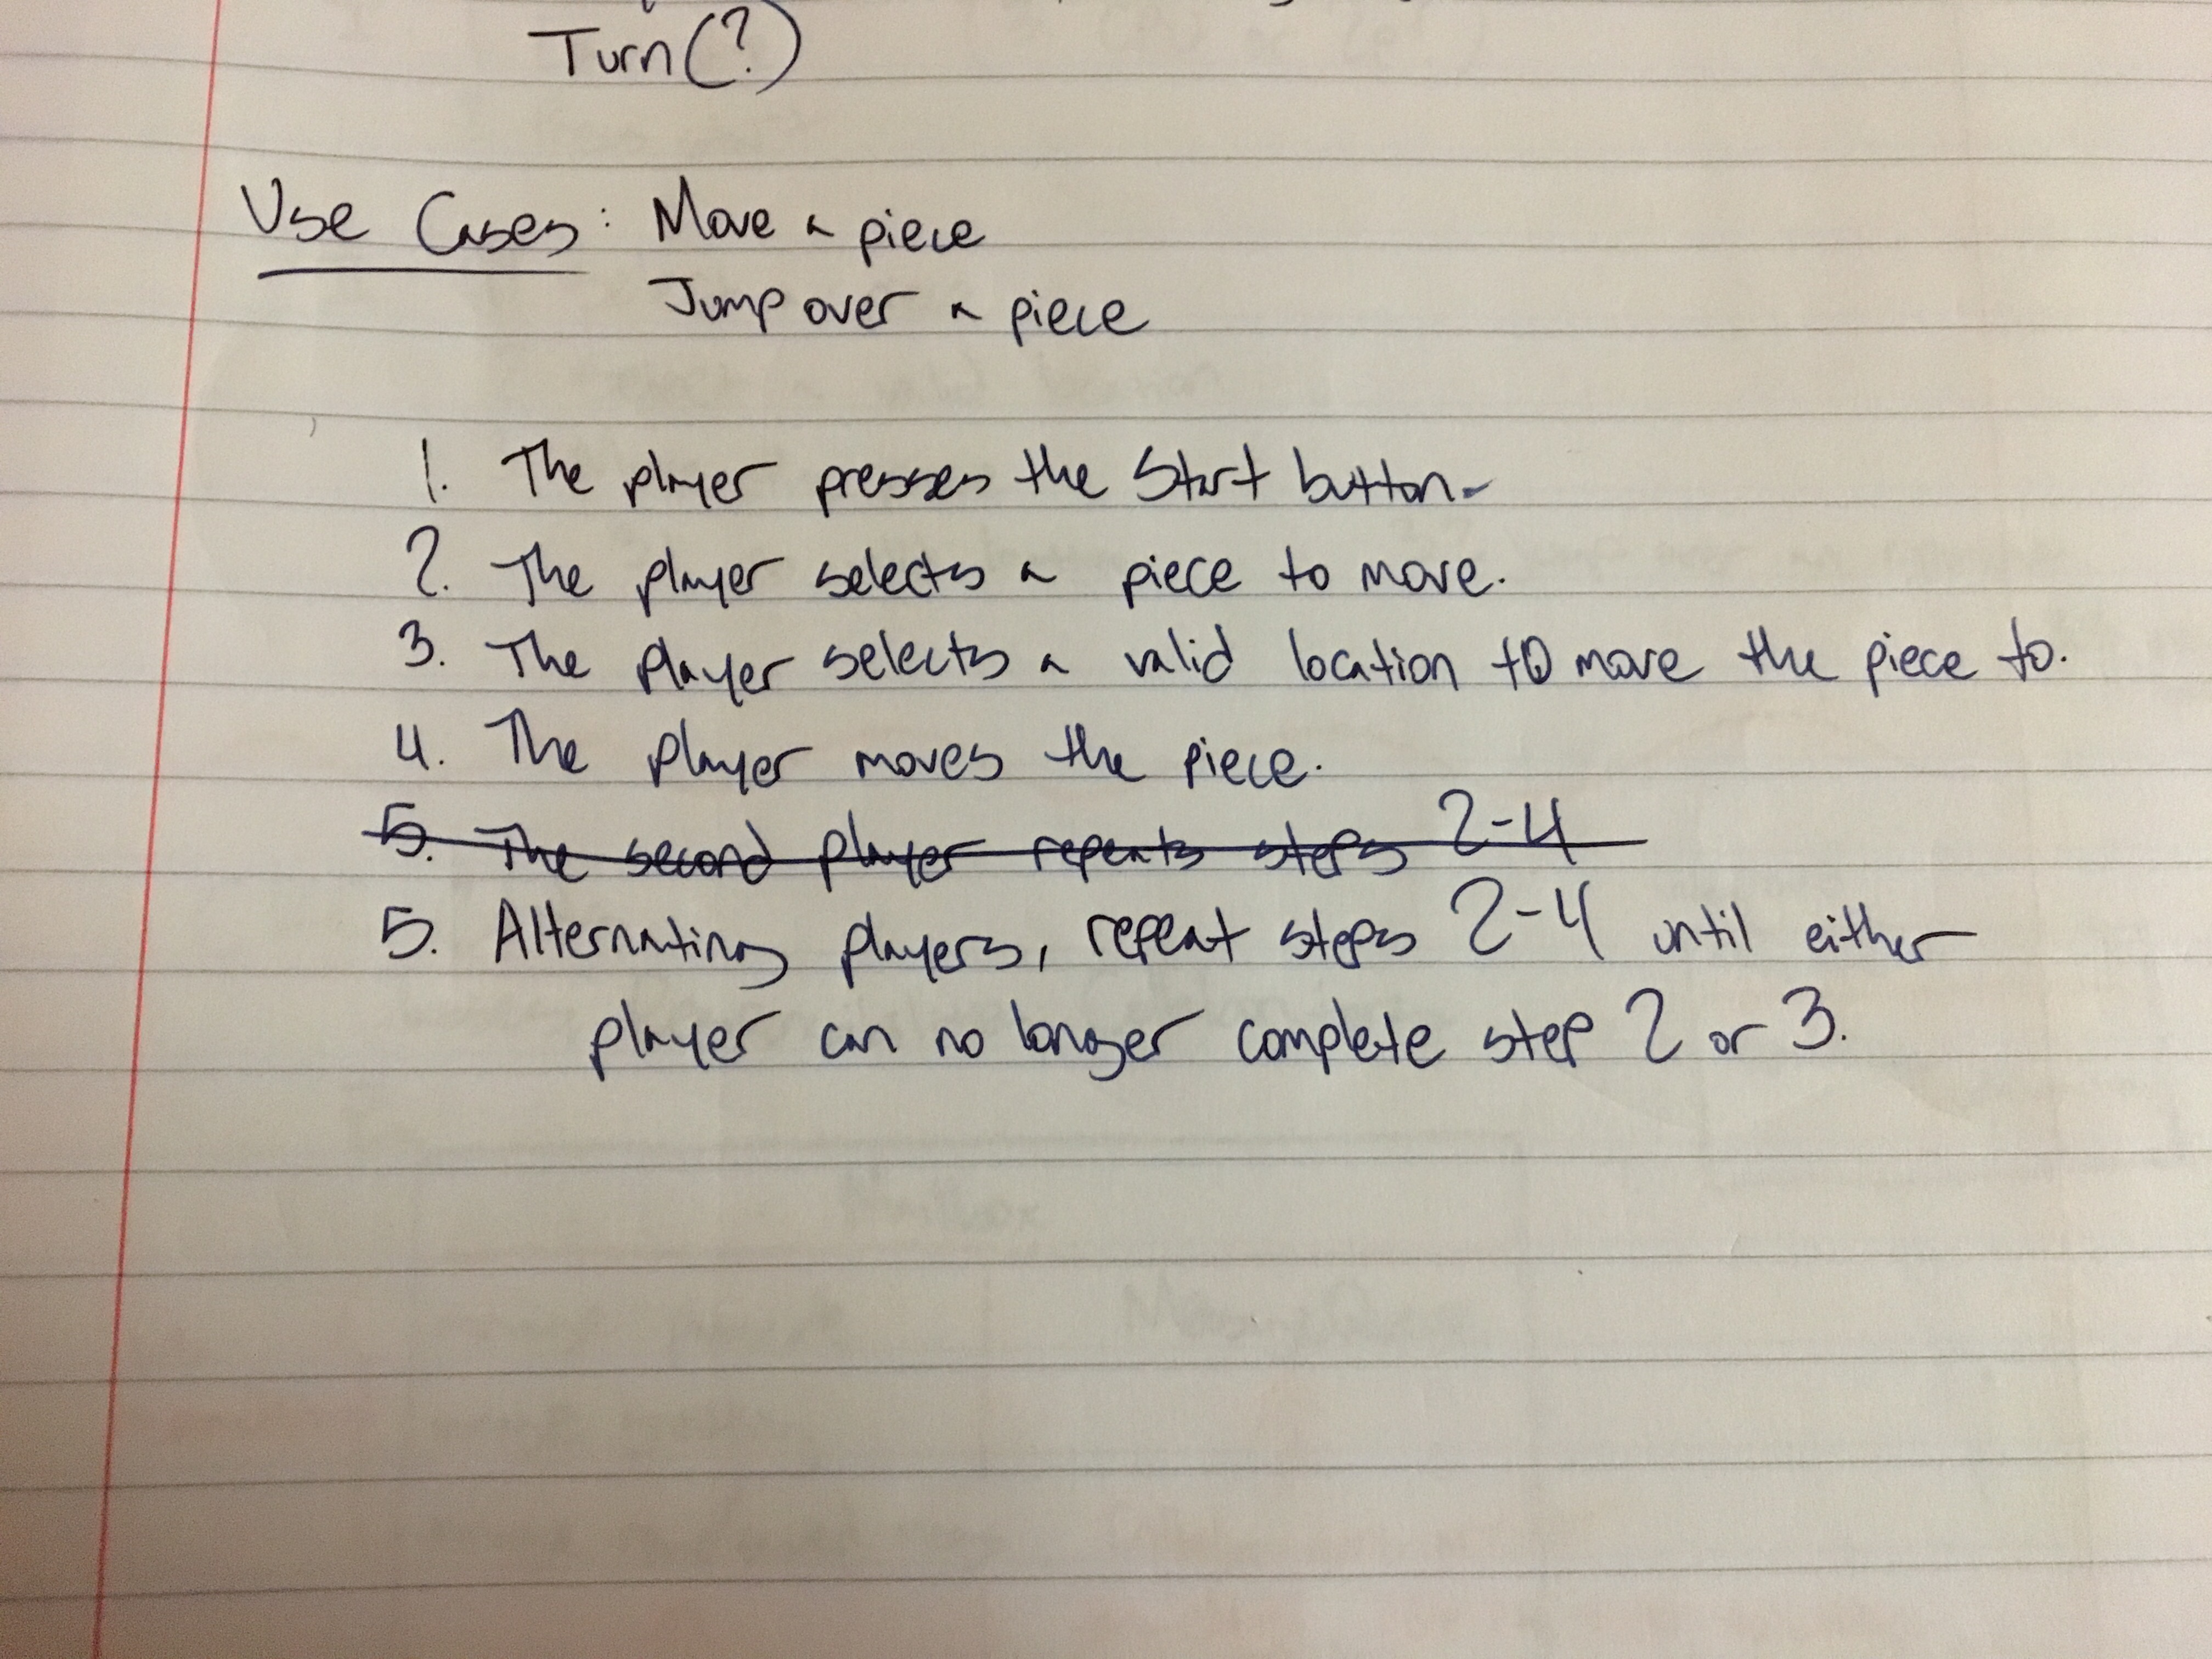 Turn(?)
Use Cases: Move a piece
Jump over a piece
1. The player presses the Start button.
2. The player selects a piece to move.
3. The player selects a valid location to move the piece to.
4. The player moves the piece.
5. The second player repeats steps 2-4
5. Alternating players, repeat steps 2-4 until either
player can no longer complete step 2 or 3.